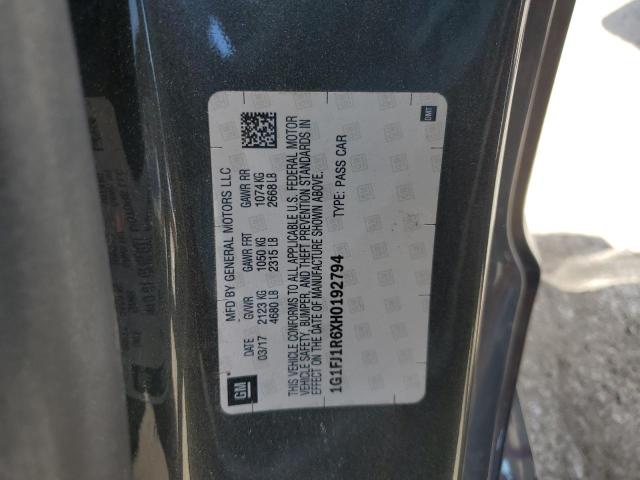 GM
MFD BY GENERAL MOTORS LLC
DATE GVWR GAWR FRT GAWR RR
03/17 2123 KG 1050 KG 1074 KG
4680 LB 2315 LB 2668 LB
THIS VEHICLE CONFORMS TO ALL APPLICABLE U.S. FEDERAL MOTOR
VEHICLE SAFETY, BUMPER, AND THEFT PREVENTION STANDARDS IN
EFFECT ON THE DATE OF MANUFACTURE SHOWN ABOVE.
1G1FJ1R6XH0192794 TYPE: PASS CAR
DMT